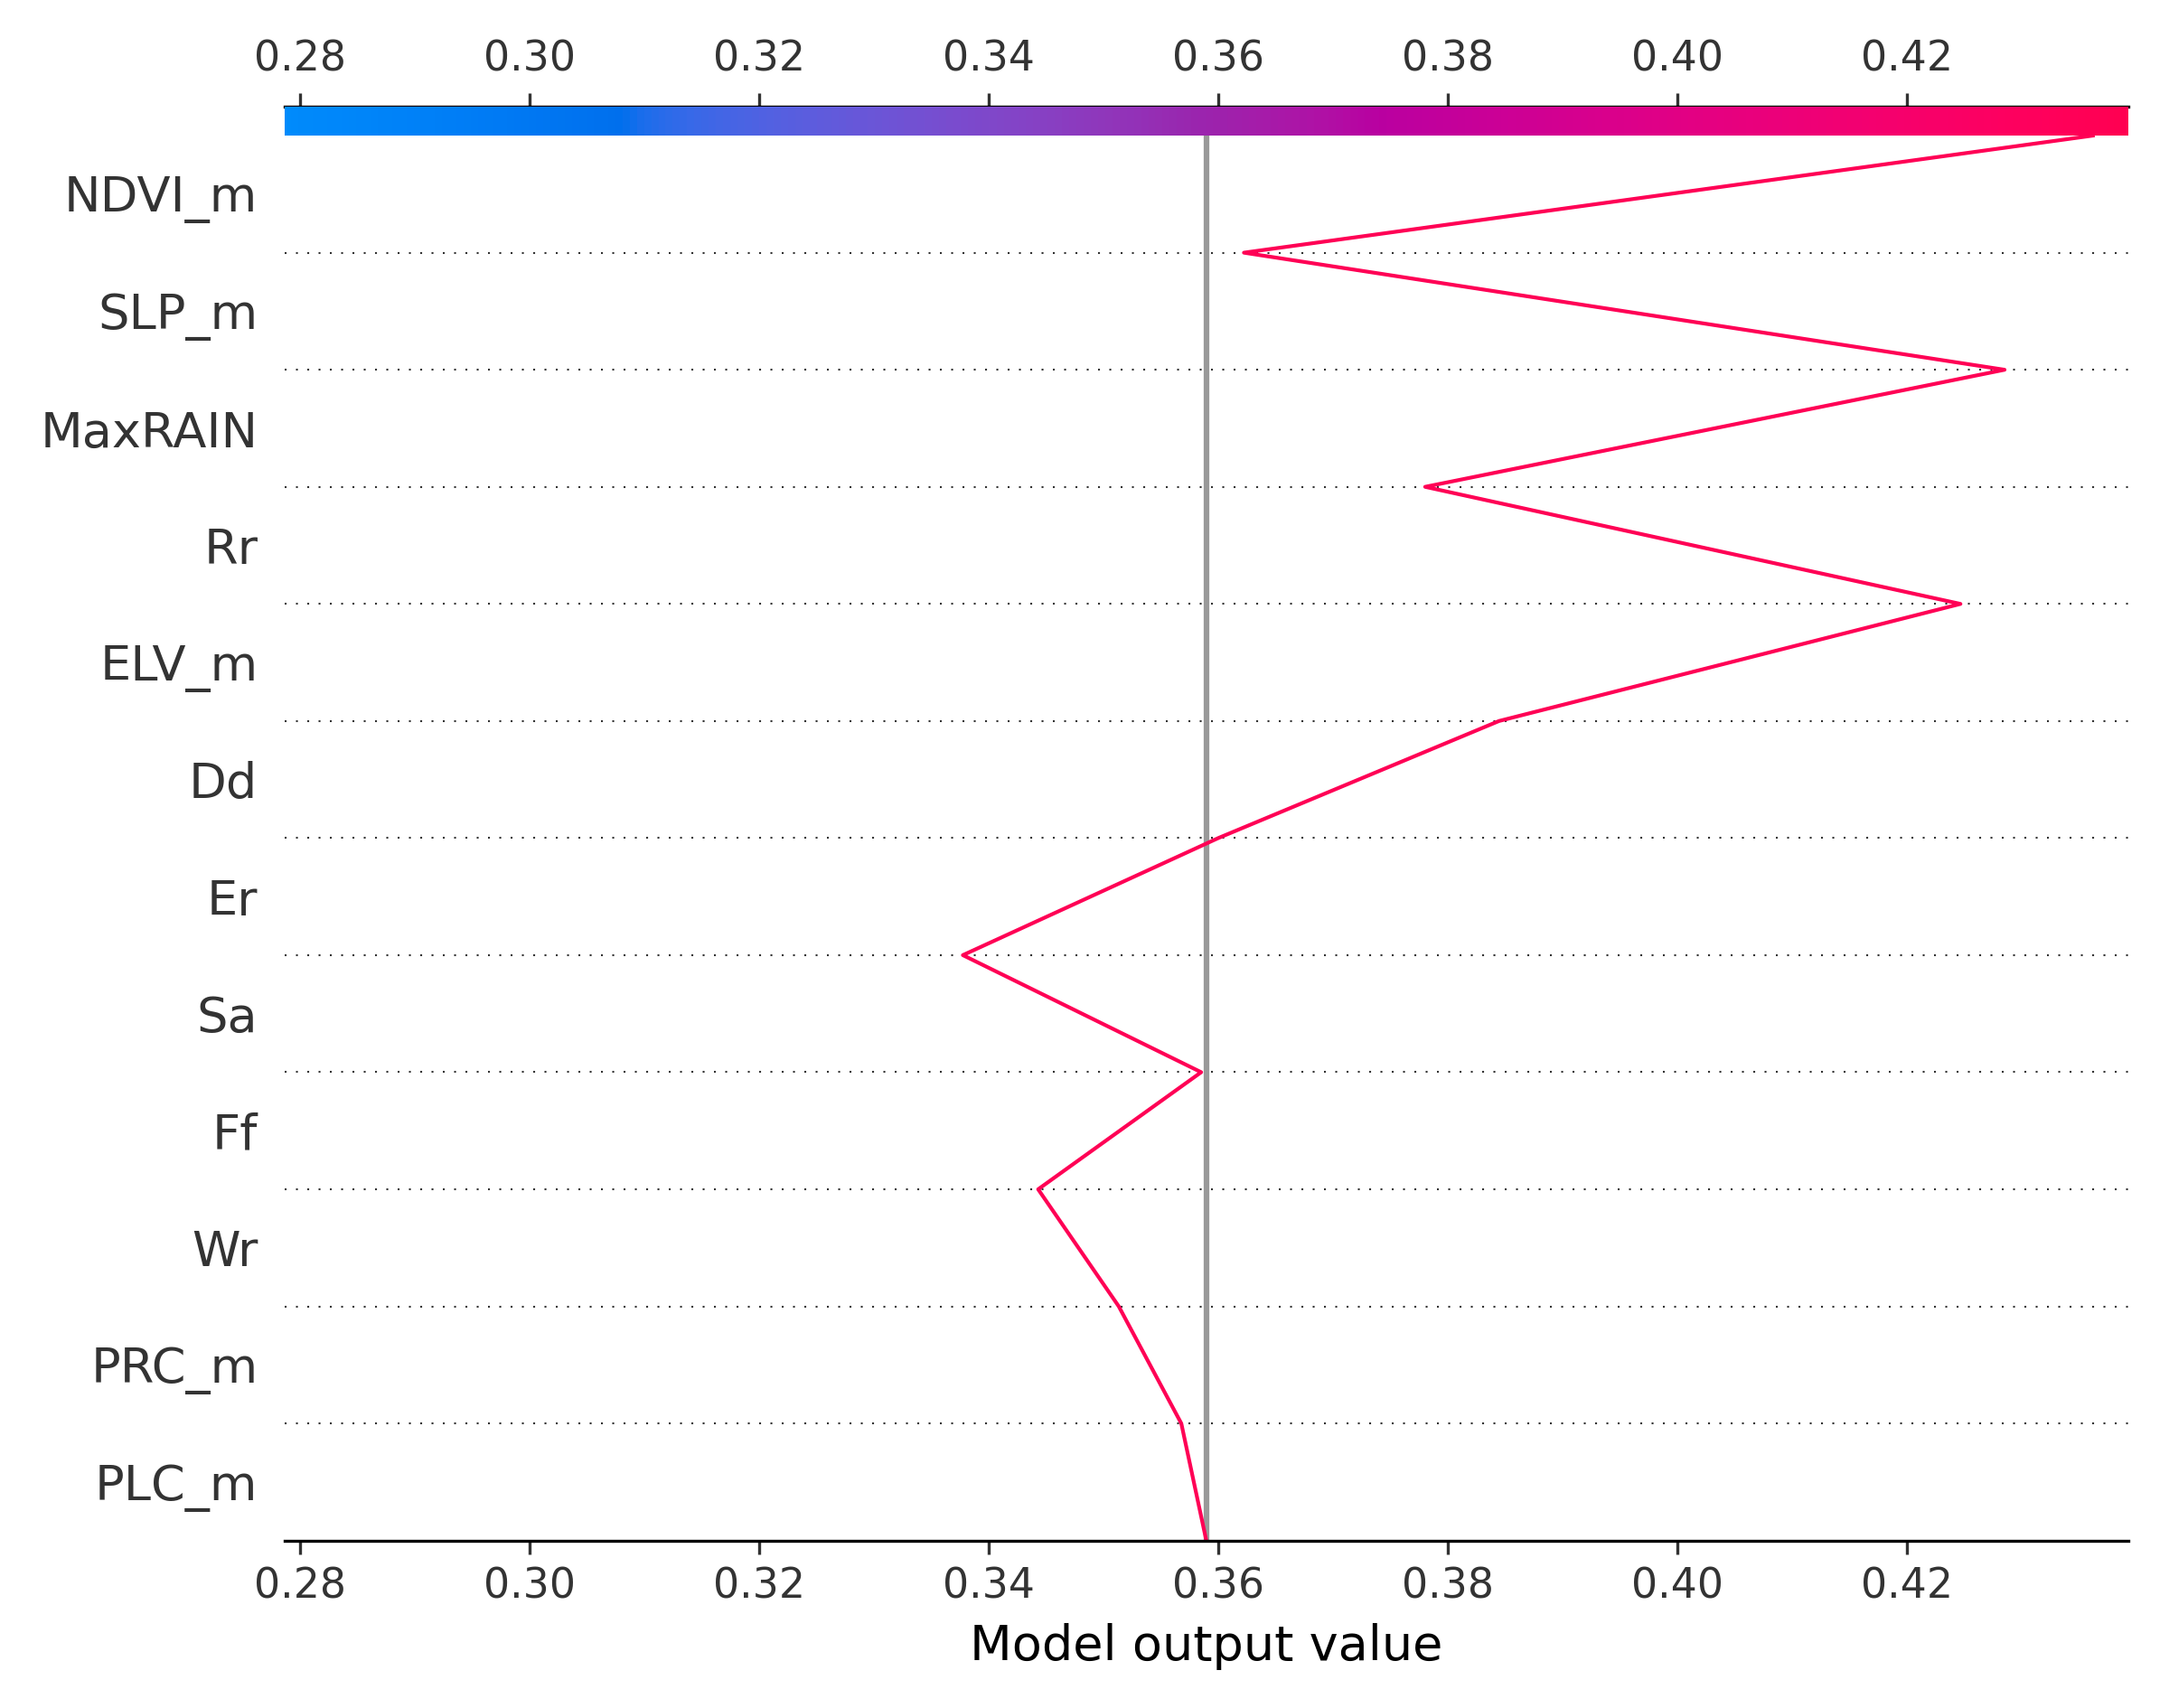 0.28 0.30 0.32 0.34 0.36 0.38 0.40 0.42
NDVI_m
SLP_m
MaxRAIN
Rr
ELV_m
Dd
Er
Sa
Ff
Wr
PRC_m
PLC_m
0.28 0.30 0.32 0.34 0.36 0.38 0.40 0.42
Model output value